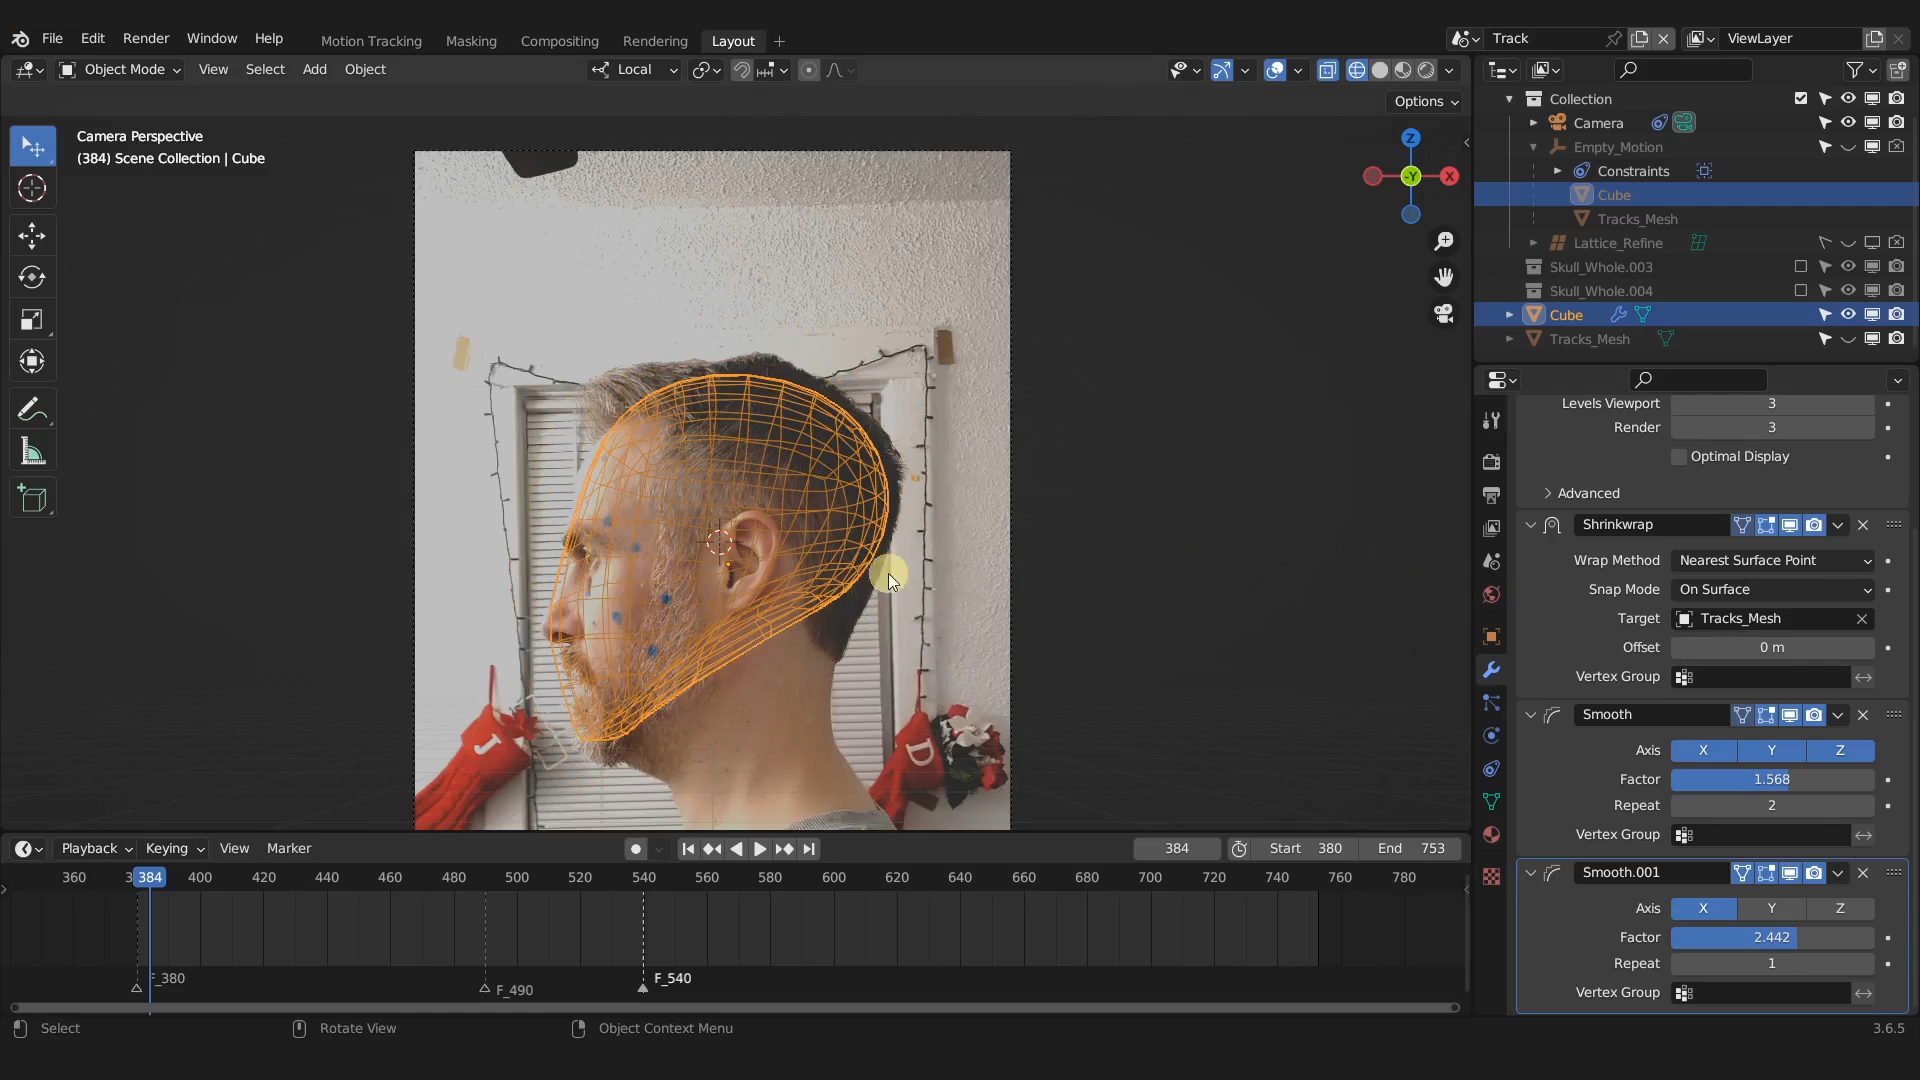 File Edit Render Window Help
Motion Tracking Masking Compositing Rendering Layout
Track
ViewLayer
Object Mode View Select Add Object
Local
Options
Camera Perspective
(384) Scene Collection | Cube
Z
-Y
X
Collection
Camera
Empty_Motion
Constraints
Cube
Tracks_Mesh
Lattice_Refine
Skull_Whole.003
Skull_Whole.004
Cube
Tracks_Mesh
Levels Viewport 3
Render 3
Optimal Display
Advanced
Shrinkwrap
Wrap Method Nearest Surface Point
Snap Mode On Surface
Target Tracks_Mesh
Offset 0 m
Vertex Group
Smooth
Axis X Y Z
Factor 1.568
Repeat 2
Vertex Group
Smooth.001
Axis X Y Z
Factor 2.442
Repeat 1
Vertex Group
J
D
Playback Keying View Marker
384
Start 380 End 753
360 3 384 400 420 440 460 480 500 520 540 560 580 600 620 640 660 680 700 720 740 760 780
F_380
F_490
F_540
Select
Rotate View
Object Context Menu
3.6.5